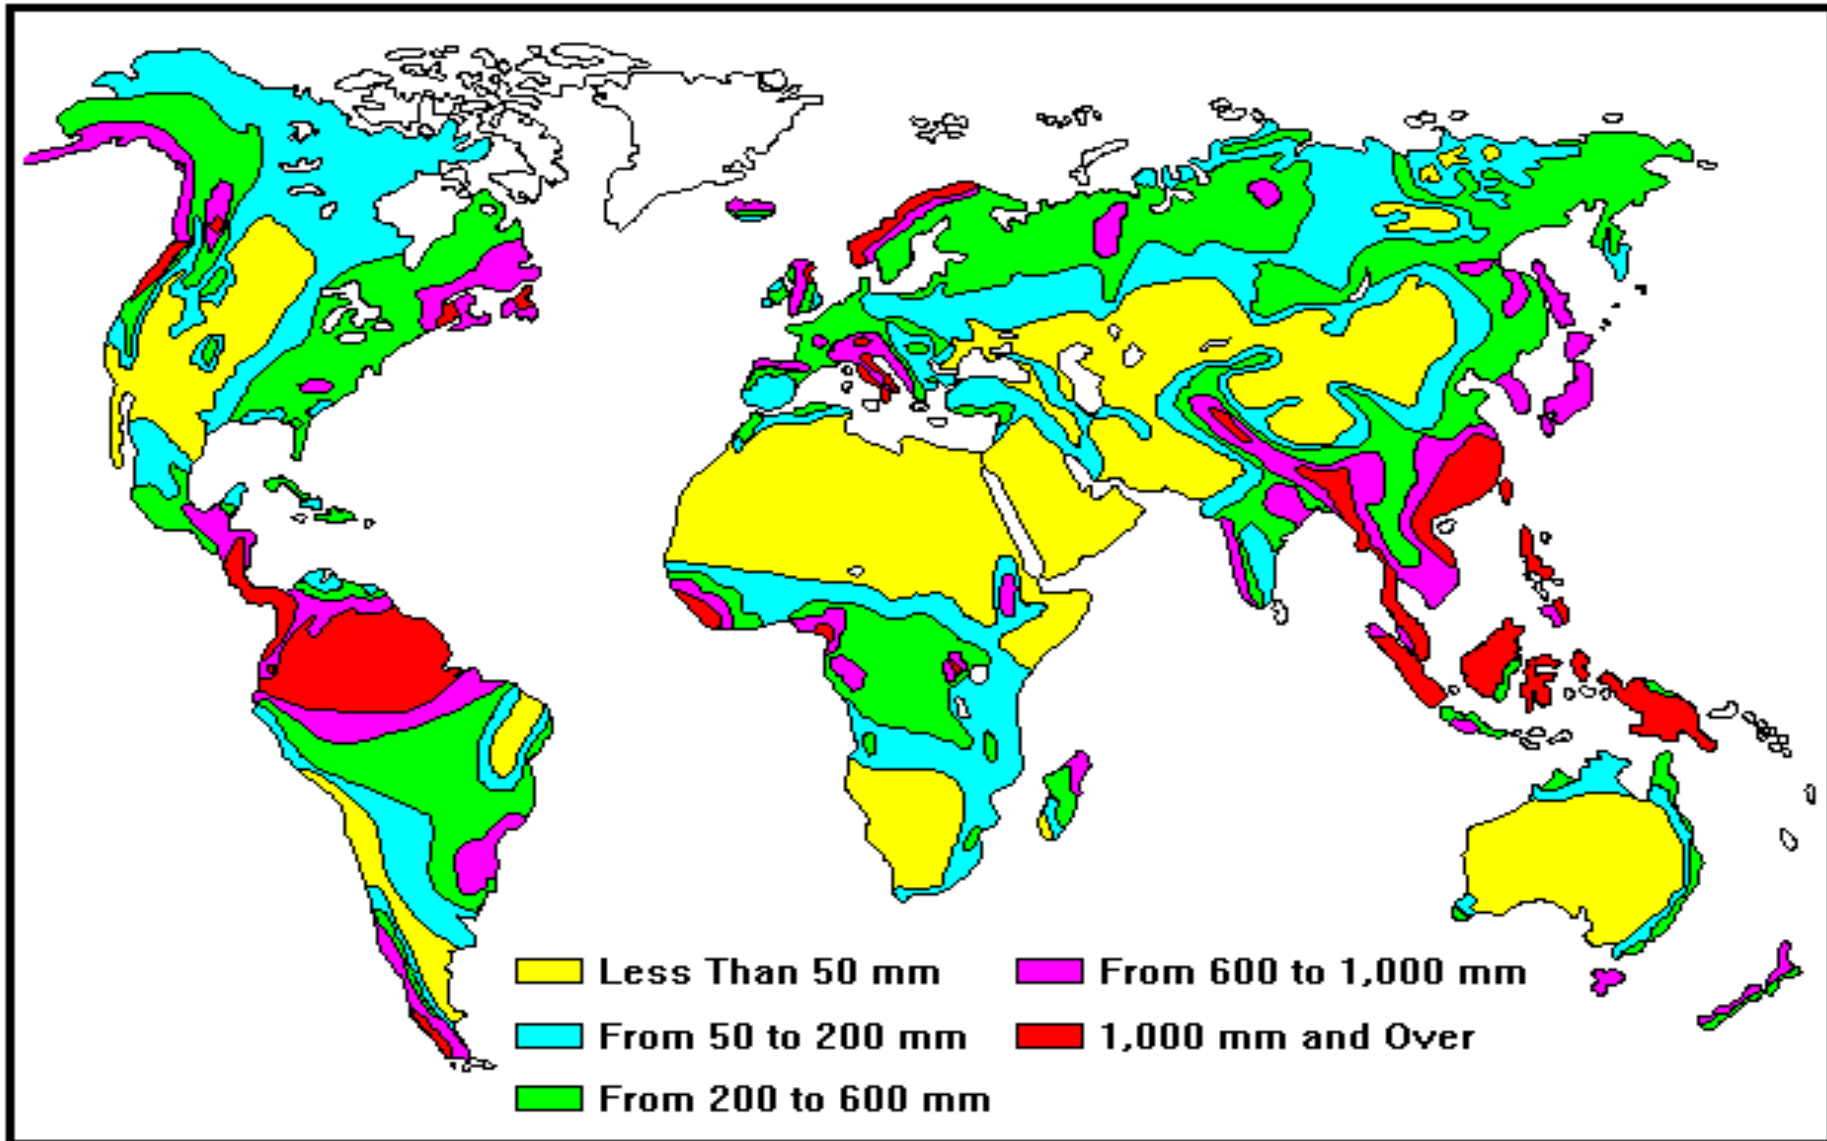 Less Than 50 mm
From 50 to 200 mm
From 200 to 600 mm
From 600 to 1,000 mm
1,000 mm and Over